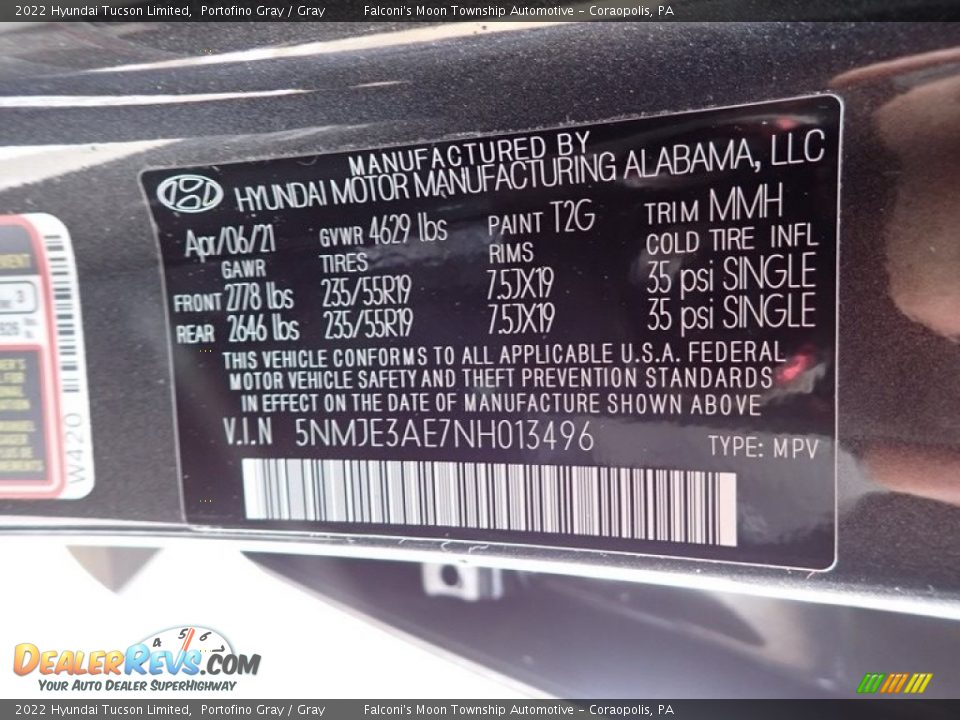 2022 Hyundai Tucson Limited, Portofino Gray / Gray Falconi's Moon Township Automotive - Coraopolis, PA
MANUFACTURED BY
HYUNDAI MOTOR MANUFACTURING ALABAMA, LLC
Apr/06/21 GVWR 4629 lbs PAINT T2G TRIM MMH
GAWR TIRES RIMS COLD TIRE INFL
FRONT 2778 lbs 235/55R19 7.5JX19 35 psi SINGLE
REAR 2646 lbs 235/55R19 7.5JX19 35 psi SINGLE
THIS VEHICLE CONFORMS TO ALL APPLICABLE U.S.A. FEDERAL
MOTOR VEHICLE SAFETY AND THEFT PREVENTION STANDARDS
IN EFFECT ON THE DATE OF MANUFACTURE SHOWN ABOVE
V.I.N 5NMJE3AE7NH013496 TYPE: MPV
W420
4 5 6
DEALERREVS.COM
YOUR AUTO DEALER SUPERHIGHWAY
2022 Hyundai Tucson Limited, Portofino Gray / Gray Falconi's Moon Township Automotive - Coraopolis, PA